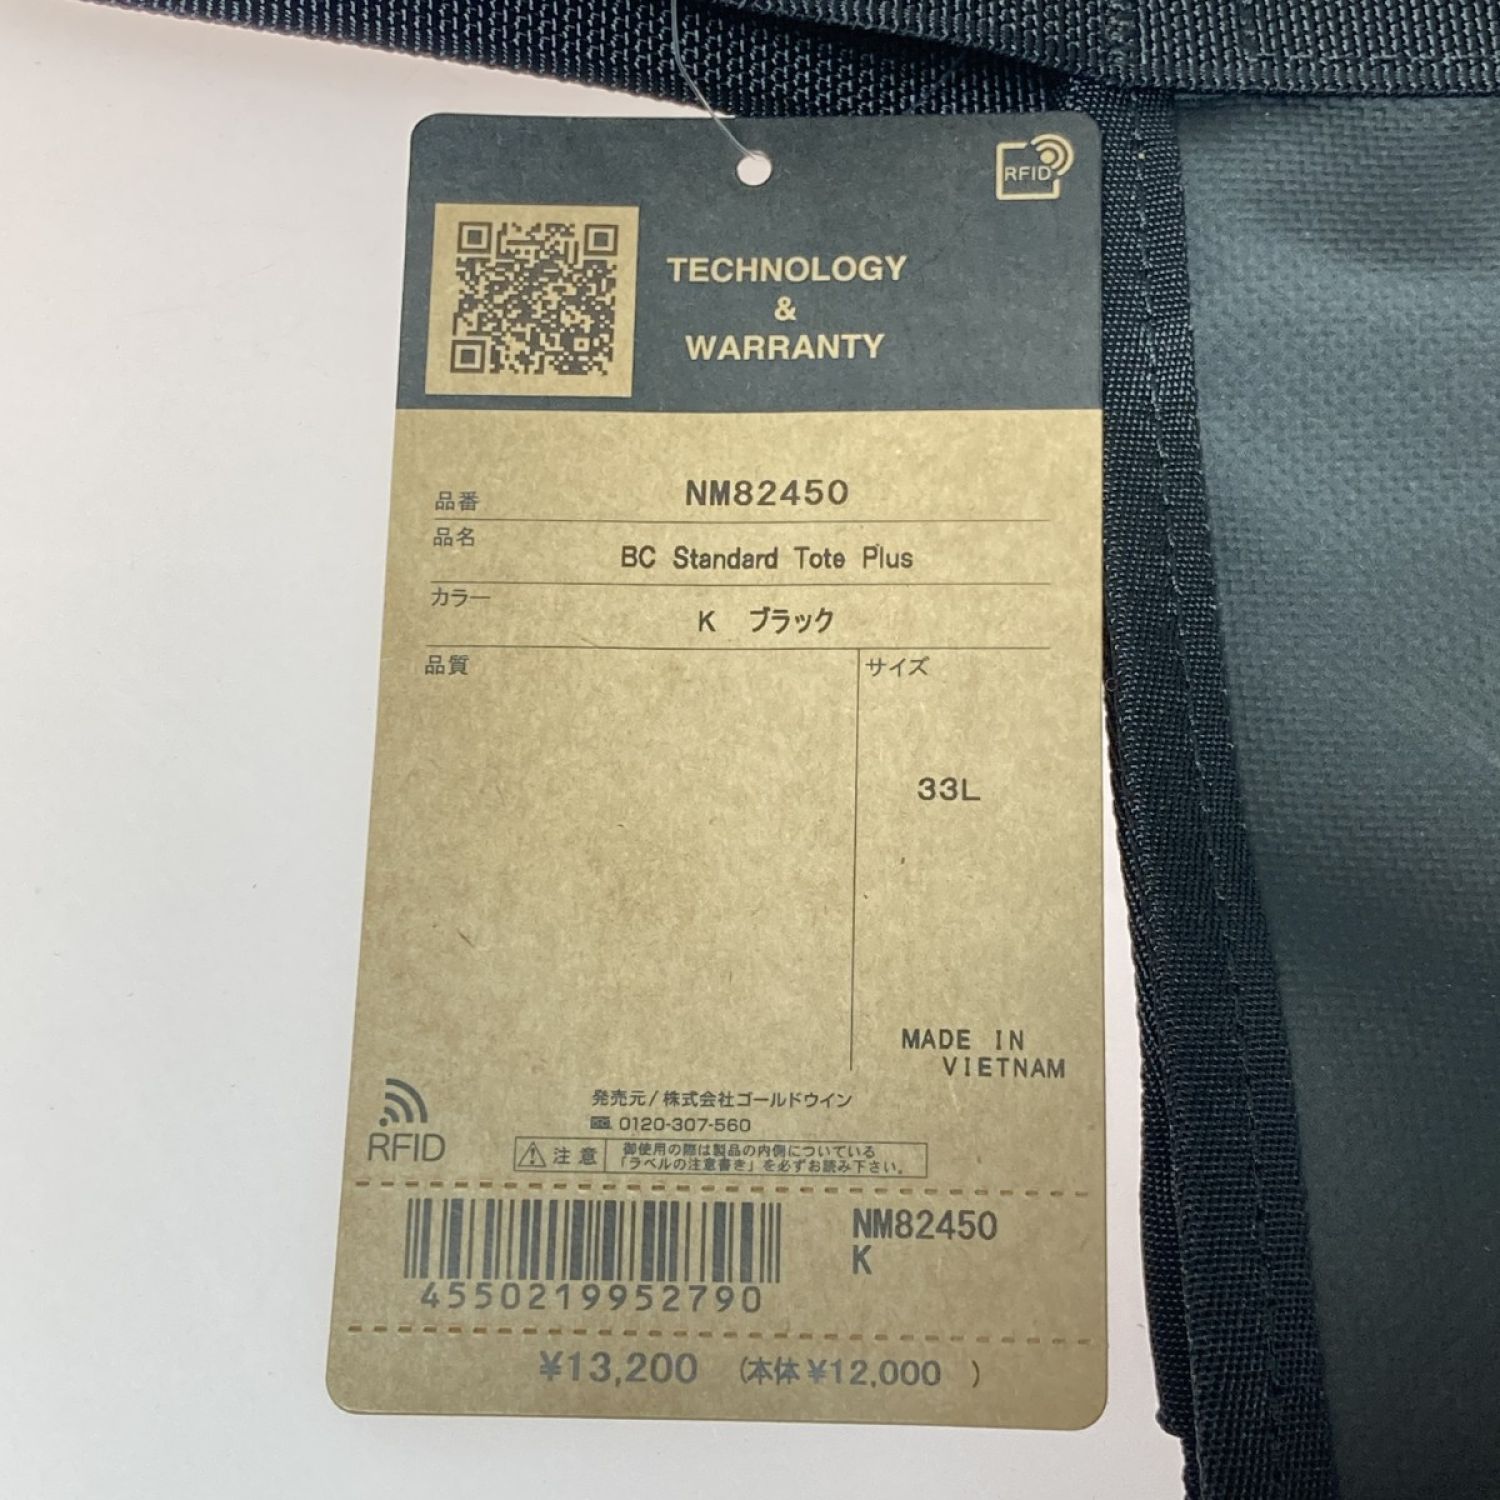 RFID
TECHNOLOGY
&
WARRANTY
品番 NM82450
品名 BC Standard Tote Plus
カラー K ブラック
品質
サイズ
33L
MADE IN
VIETNAM
RFID
発売元/株式会社ゴールドウイン
0120-307-560
注意
御使用の際は製品の内側についている
「ラベルの注意書き」を必ずお読み下さい。
NM82450
K
4550219952790
¥13,200 (本体¥12,000 )